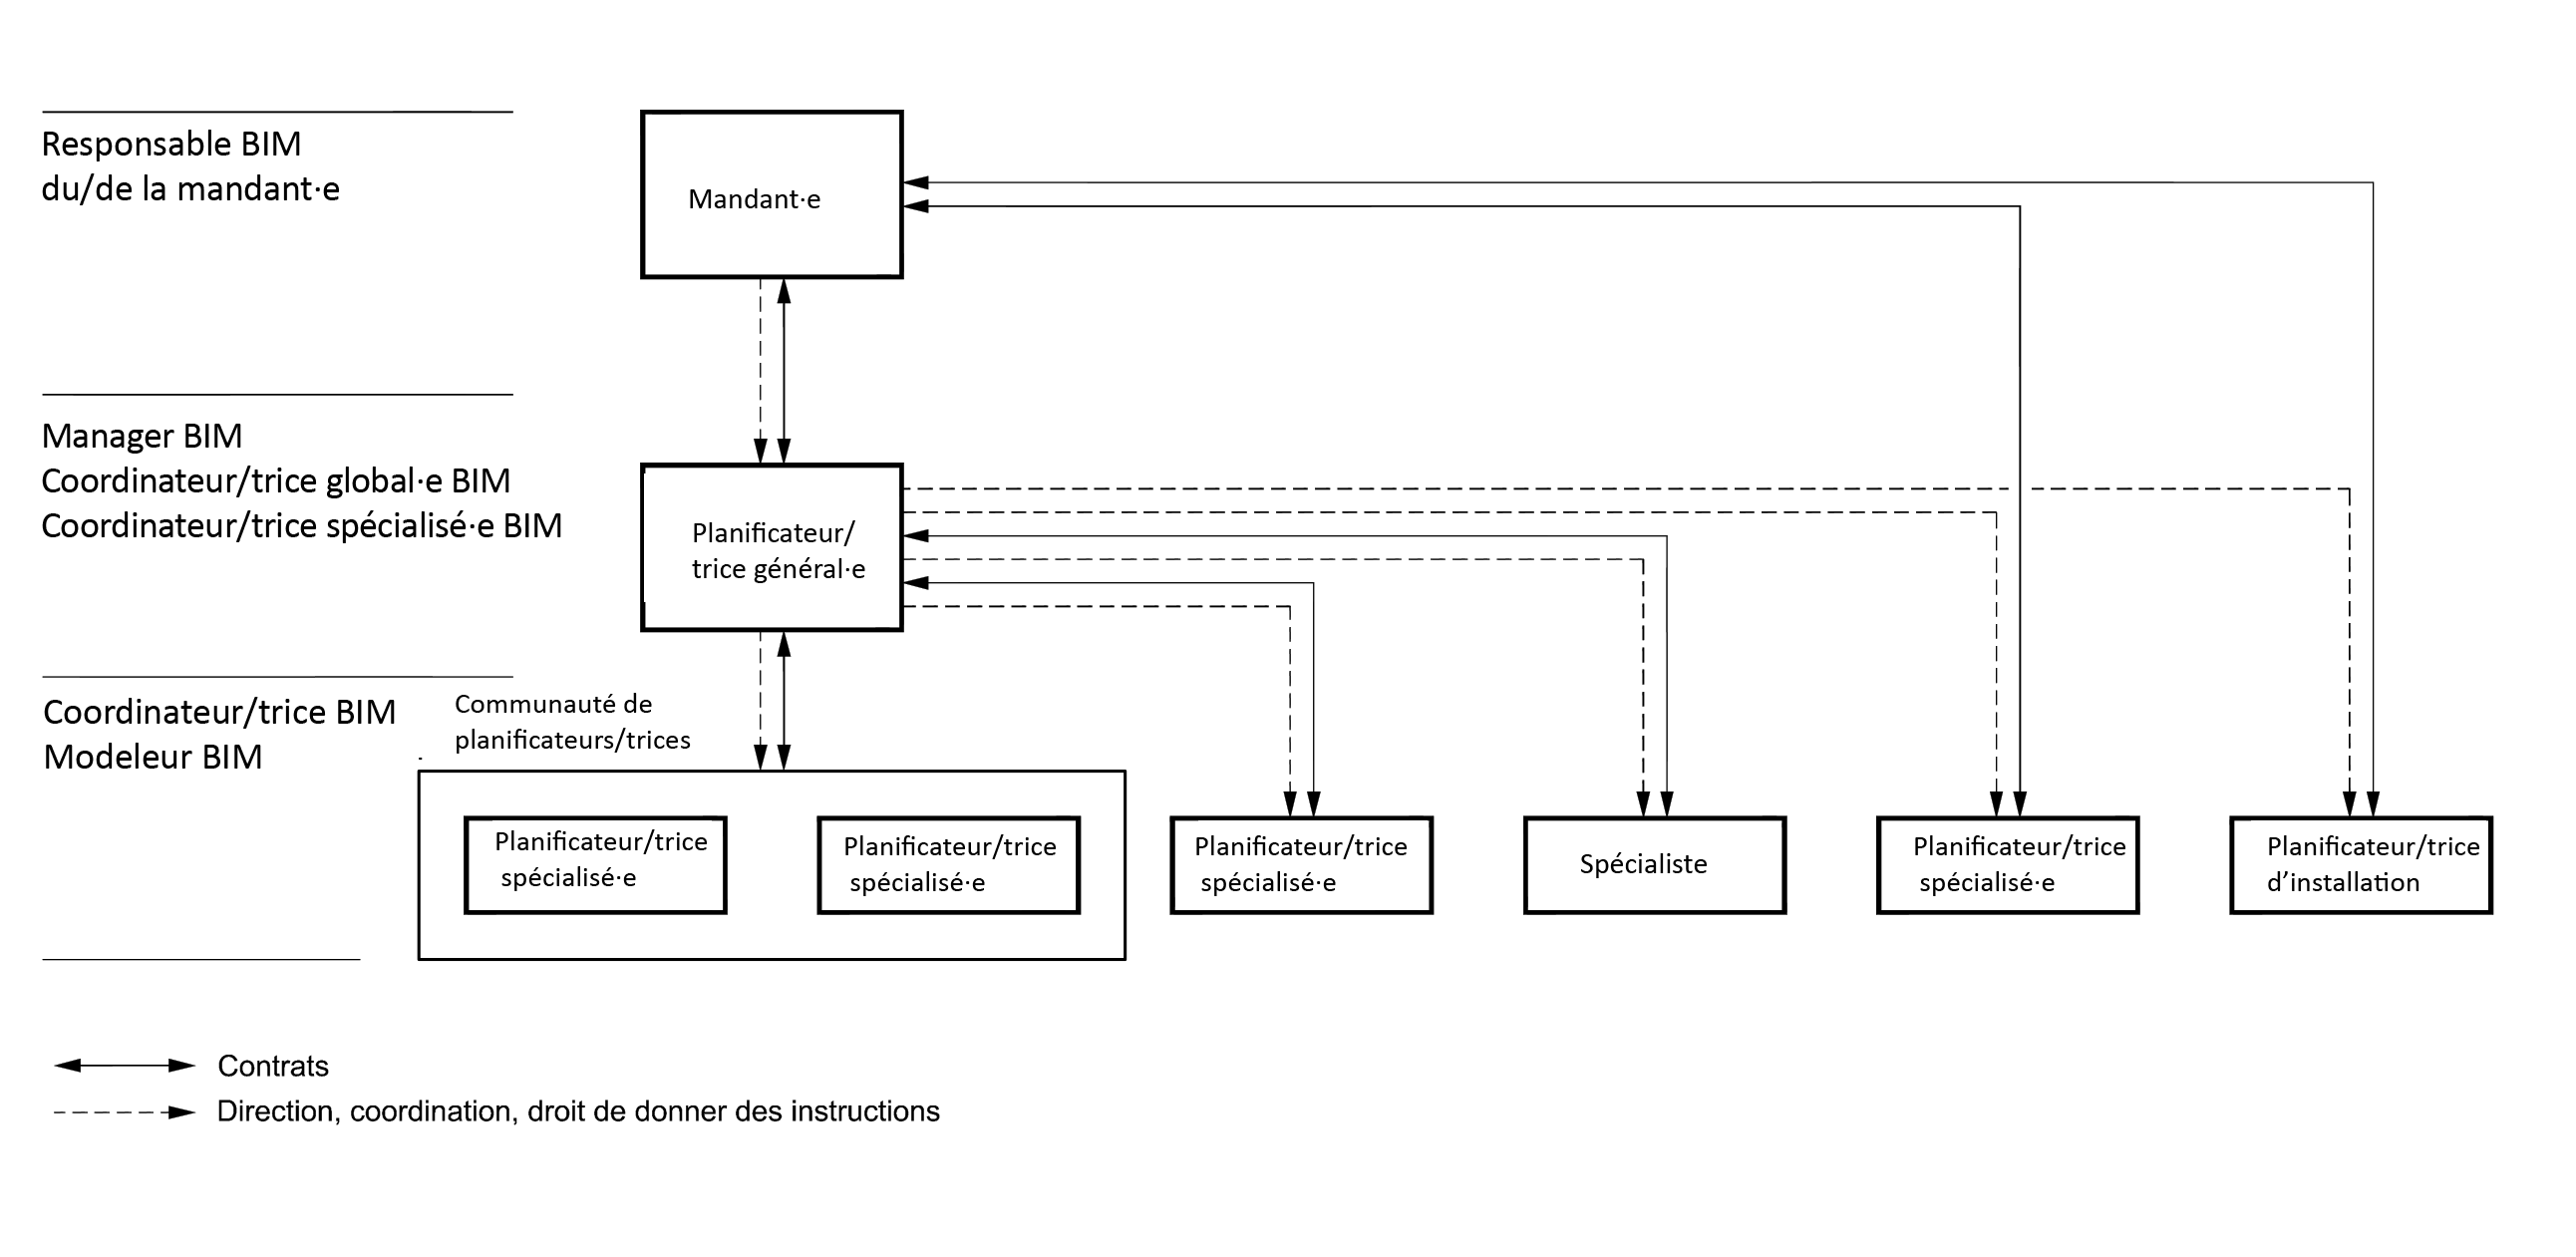 Responsable BIM
du/de la mandant·e
Mandant·e
Manager BIM
Coordinateur/trice global·e BIM
Coordinateur/trice spécialisé·e BIM
Planificateur/
trice général·e
Coordinateur/trice BIM
Modeleur BIM
Communauté de
planificateurs/trices
Planificateur/trice
spécialisé·e
Planificateur/trice
spécialisé·e
Planificateur/trice
spécialisé·e
Spécialiste
Planificateur/trice
spécialisé·e
Planificateur/trice
d’installation
Contrats
Direction, coordination, droit de donner des instructions